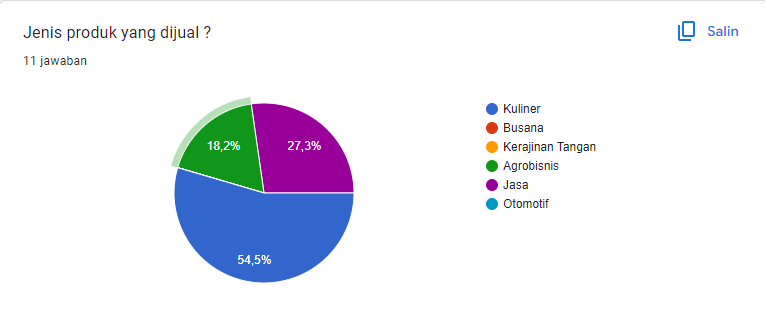 Jenis produk yang dijual ?
Salin
11 jawaban
18,2%
27,3%
54,5%
Kuliner
Busana
Kerajinan Tangan
Agrobisnis
Jasa
Otomotif